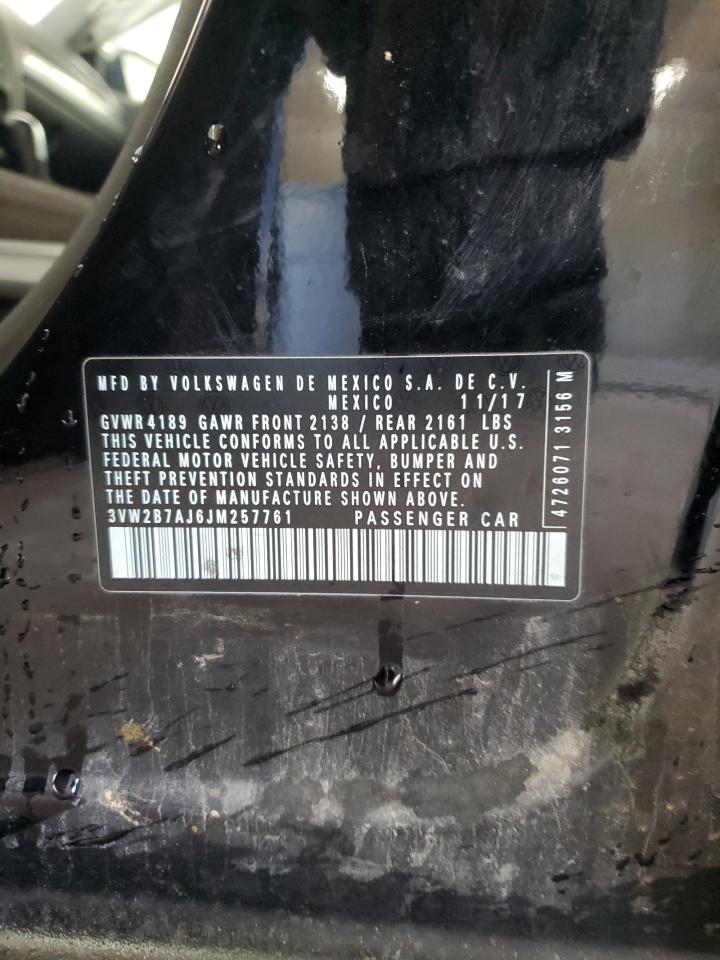 MFD BY VOLKSWAGEN DE MEXICO S.A. DE C.V.
MEXICO 11/17
GVWR 4189 GAWR FRONT 2138 / REAR 2161 LBS
THIS VEHICLE CONFORMS TO ALL APPLICABLE U.S.
FEDERAL MOTOR VEHICLE SAFETY, BUMPER AND
THEFT PREVENTION STANDARDS IN EFFECT ON
THE DATE OF MANUFACTURE SHOWN ABOVE.
3VW2B7AJ6JM257761 PASSENGER CAR
4726071 3156 M